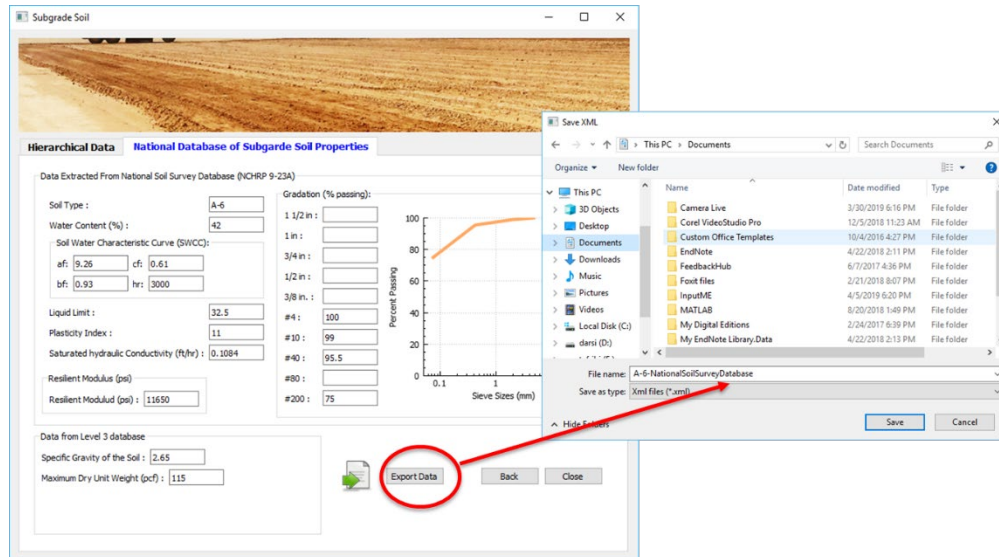 Subgrade Soil
Hierarchical Data National Database of Subgarde Soil Properties
Data Extracted From National Soil Survey Database (NCHRP 9-23A)
Soil Type : A-6
Water Content (%) : 42
Soil Water Characteristic Curve (SWCC):
af: 9.26 cf: 0.61
bf: 0.93 hr: 3000
Liquid Limit : 32.5
Plasticity Index : 11
Saturated hydraulic Conductivity (ft/hr) : 0.1084
Resilient Modulus (psi)
Resilient Modulud (psi) : 11650
Gradation (% passing):
1 1/2 in :
1 in :
3/4 in :
1/2 in :
3/8 in. :
#4 : 100
#10 : 99
#40 : 95.5
#80 :
#200 : 75
Percent Passing
100
80
60
40
20
0
0.1 1
Sieve Sizes (mm)
Data from Level 3 database
Specific Gravity of the Soil : 2.65
Maximum Dry Unit Weight (pcf) : 115
Export Data Back Close
Save XML
This PC > Documents
Search Documents
Organize New folder
This PC
3D Objects
Desktop
Documents
Downloads
Music
Pictures
Videos
Local Disk (C:)
darsi (D:)
Name Date modified Type
Camera Live 3/30/2019 6:16 PM File folder
Corel VideoStudio Pro 12/5/2018 11:23 AM File folder
Custom Office Templates 10/4/2016 4:27 PM File folder
EndNote 4/22/2018 2:11 PM File folder
FeedbackHub 6/7/2017 4:36 PM File folder
Foxit files 2/21/2018 8:07 PM File folder
InputME 4/5/2019 6:20 PM File folder
MATLAB 8/20/2018 1:49 PM File folder
My Digital Editions 2/24/2017 6:39 PM File folder
My EndNote Library.Data 4/22/2018 2:13 PM File folder
File name: A-6-NationalSoilSurveyDatabase
Save as type: Xml files (*.xml)
Hide Folders Save Cancel